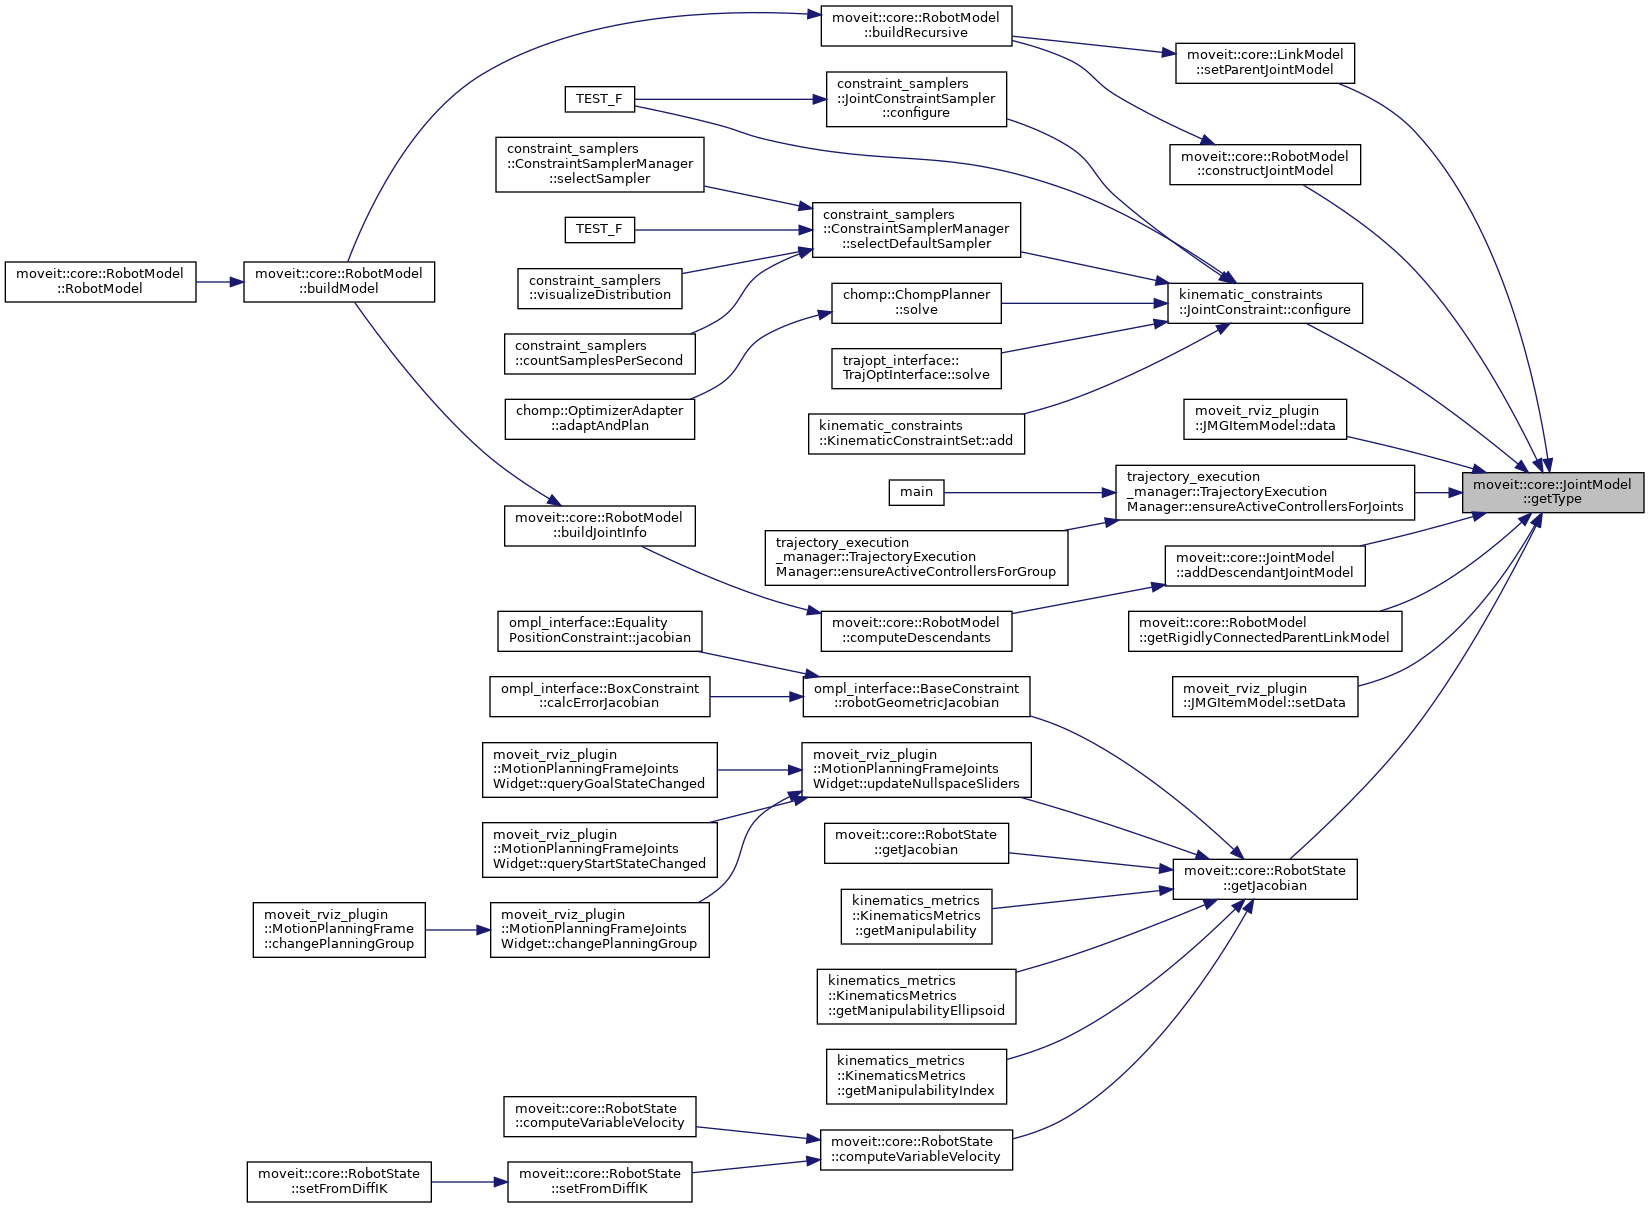 moveit::core::RobotModel
::buildRecursive
moveit::core::LinkModel
::setParentJointModel
constraint_samplers
::JointConstraintSampler
::configure
TEST_F
constraint_samplers
::ConstraintSamplerManager
::selectSampler
moveit::core::RobotModel
::constructJointModel
constraint_samplers
::ConstraintSamplerManager
::selectDefaultSampler
TEST_F
moveit::core::RobotModel
::RobotModel
moveit::core::RobotModel
::buildModel
constraint_samplers
::visualizeDistribution
chomp::ChompPlanner
::solve
kinematic_constraints
::JointConstraint::configure
constraint_samplers
::countSamplesPerSecond
trajopt_interface::
TrajOptInterface::solve
chomp::OptimizerAdapter
::adaptAndPlan
kinematic_constraints
::KinematicConstraintSet::add
moveit_rviz_plugin
::JMGItemModel::data
main
trajectory_execution
_manager::TrajectoryExecution
Manager::ensureActiveControllersForJoints
moveit::core::JointModel
::getType
moveit::core::RobotModel
::buildJointInfo
trajectory_execution
_manager::TrajectoryExecution
Manager::ensureActiveControllersForGroup
moveit::core::JointModel
::addDescendantJointModel
ompl_interface::Equality
PositionConstraint::jacobian
moveit::core::RobotModel
::computeDescendants
moveit::core::RobotModel
::getRigidlyConnectedParentLinkModel
ompl_interface::BoxConstraint
::calcErrorJacobian
ompl_interface::BaseConstraint
::robotGeometricJacobian
moveit_rviz_plugin
::JMGItemModel::setData
moveit_rviz_plugin
::MotionPlanningFrameJoints
Widget::queryGoalStateChanged
moveit_rviz_plugin
::MotionPlanningFrameJoints
Widget::updateNullspaceSliders
moveit_rviz_plugin
::MotionPlanningFrameJoints
Widget::queryStartStateChanged
moveit::core::RobotState
::getJacobian
moveit::core::RobotState
::getJacobian
moveit_rviz_plugin
::MotionPlanningFrame
::changePlanningGroup
moveit_rviz_plugin
::MotionPlanningFrameJoints
Widget::changePlanningGroup
kinematics_metrics
::KinematicsMetrics
::getManipulability
kinematics_metrics
::KinematicsMetrics
::getManipulabilityEllipsoid
kinematics_metrics
::KinematicsMetrics
::getManipulabilityIndex
moveit::core::RobotState
::computeVariableVelocity
moveit::core::RobotState
::computeVariableVelocity
moveit::core::RobotState
::setFromDiffIK
moveit::core::RobotState
::setFromDiffIK